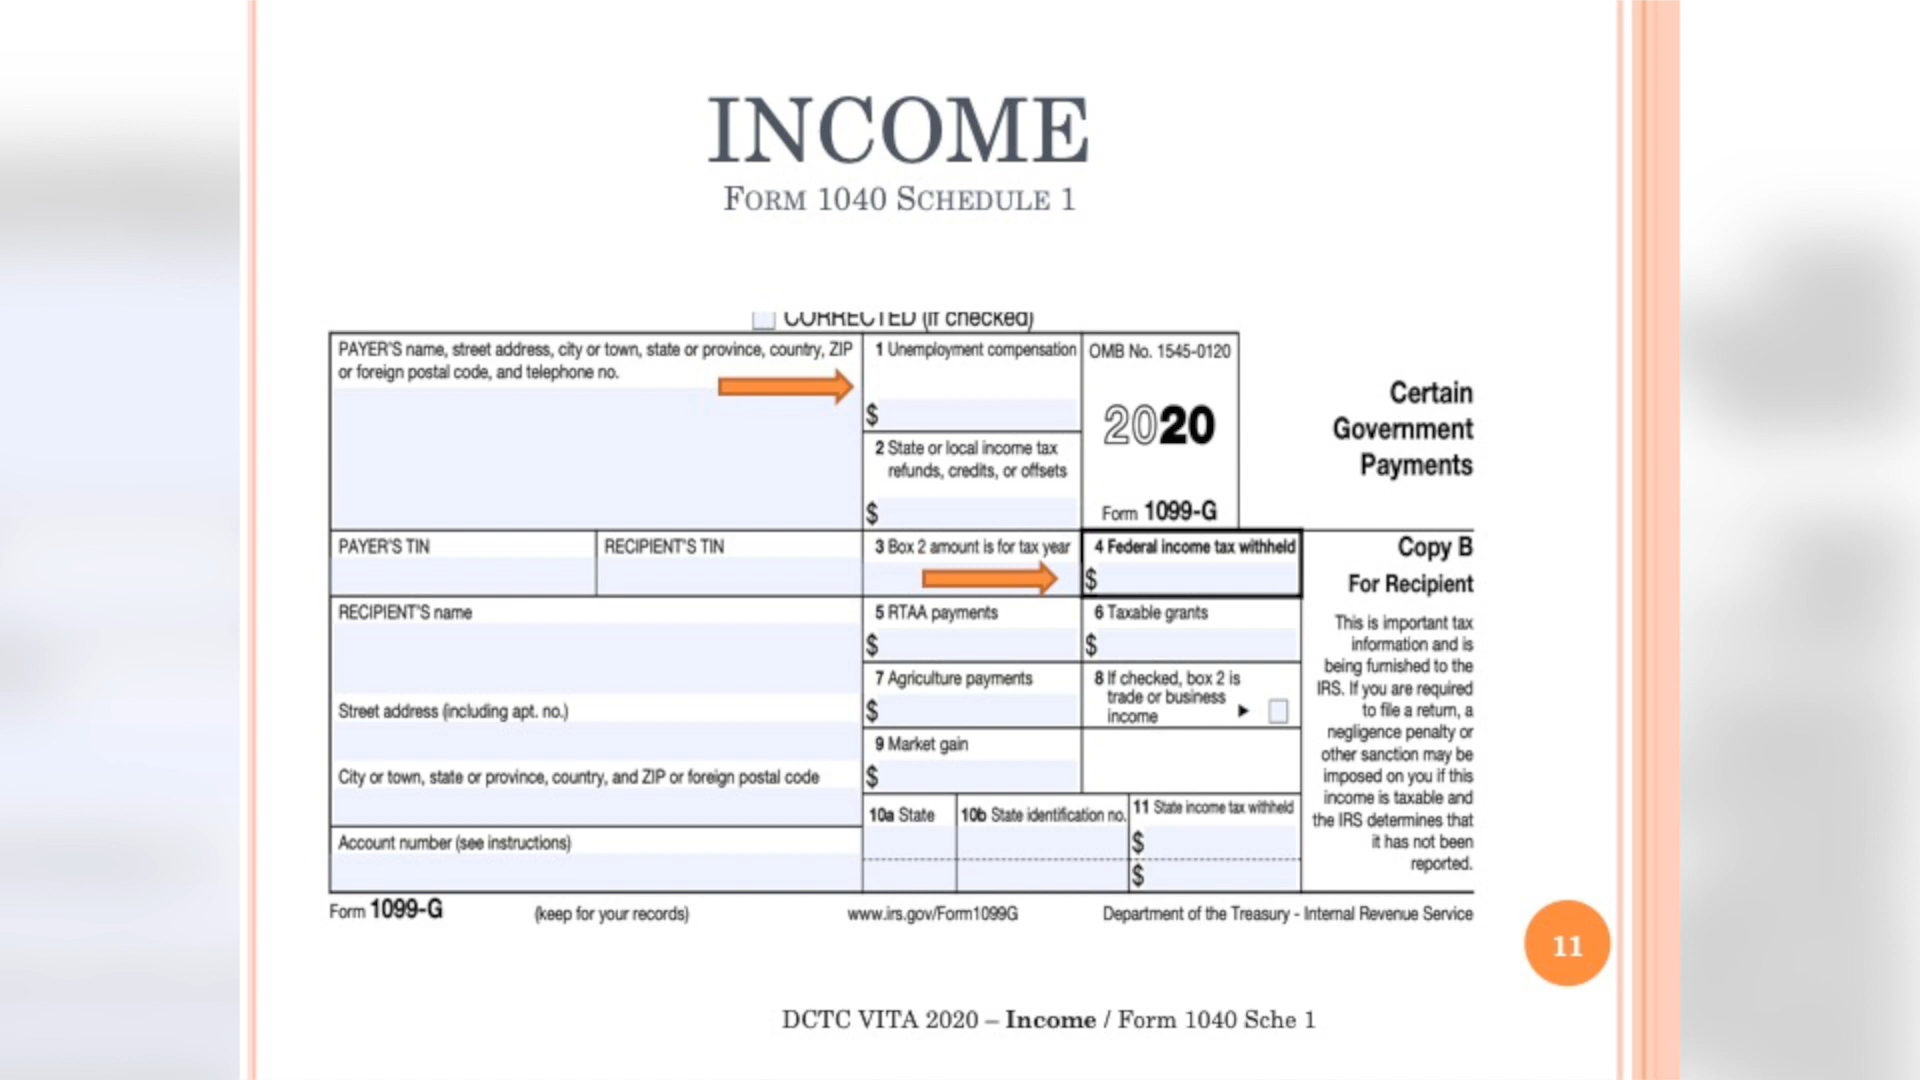 INCOME
FORM 1040 SCHEDULE 1
CORRECTED (if checked)
PAYER'S name, street address, city or town, state or province, country, ZIP
or foreign postal code, and telephone no.
1 Unemployment compensation
$
OMB No. 1545-0120
2020
Form 1099-G
Certain
Government
Payments
2 State or local income tax
refunds, credits, or offsets
$
PAYER'S TIN
RECIPIENT'S TIN
3 Box 2 amount is for tax year
4 Federal income tax withheld
$
Copy B
For Recipient
RECIPIENT'S name
5 RTAA payments
$
6 Taxable grants
$
This is important tax
information and is
being furnished to the
IRS. If you are required
to file a return, a
negligence penalty or
other sanction may be
imposed on you if this
income is taxable and
the IRS determines that
it has not been
reported.
7 Agriculture payments
$
8 If checked, box 2 is
trade or business
income ▶
Street address (including apt. no.)
9 Market gain
$
City or town, state or province, country, and ZIP or foreign postal code
10a State
10b State identification no.
11 State income tax withheld
$
$
Account number (see instructions)
Form 1099-G
(keep for your records)
www.irs.gov/Form1099G
Department of the Treasury - Internal Revenue Service
11
DCTC VITA 2020 – Income / Form 1040 Sche 1